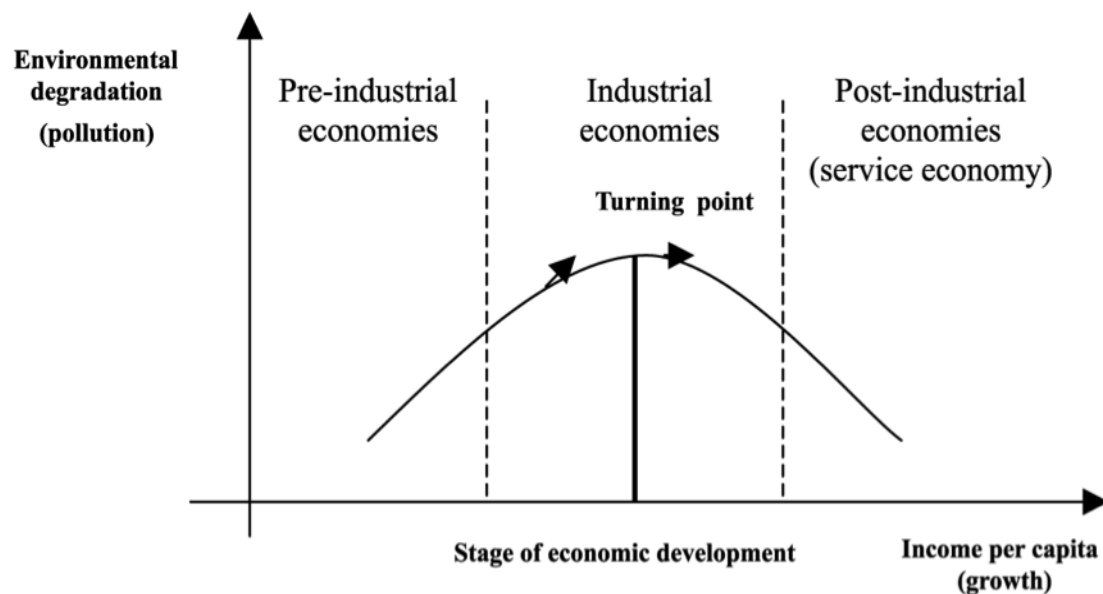 Environmental
degradation
(pollution)
Pre-industrial
economies
Industrial
economies
Post-industrial
economies
(service economy)
Turning point
Stage of economic development
Income per capita
(growth)